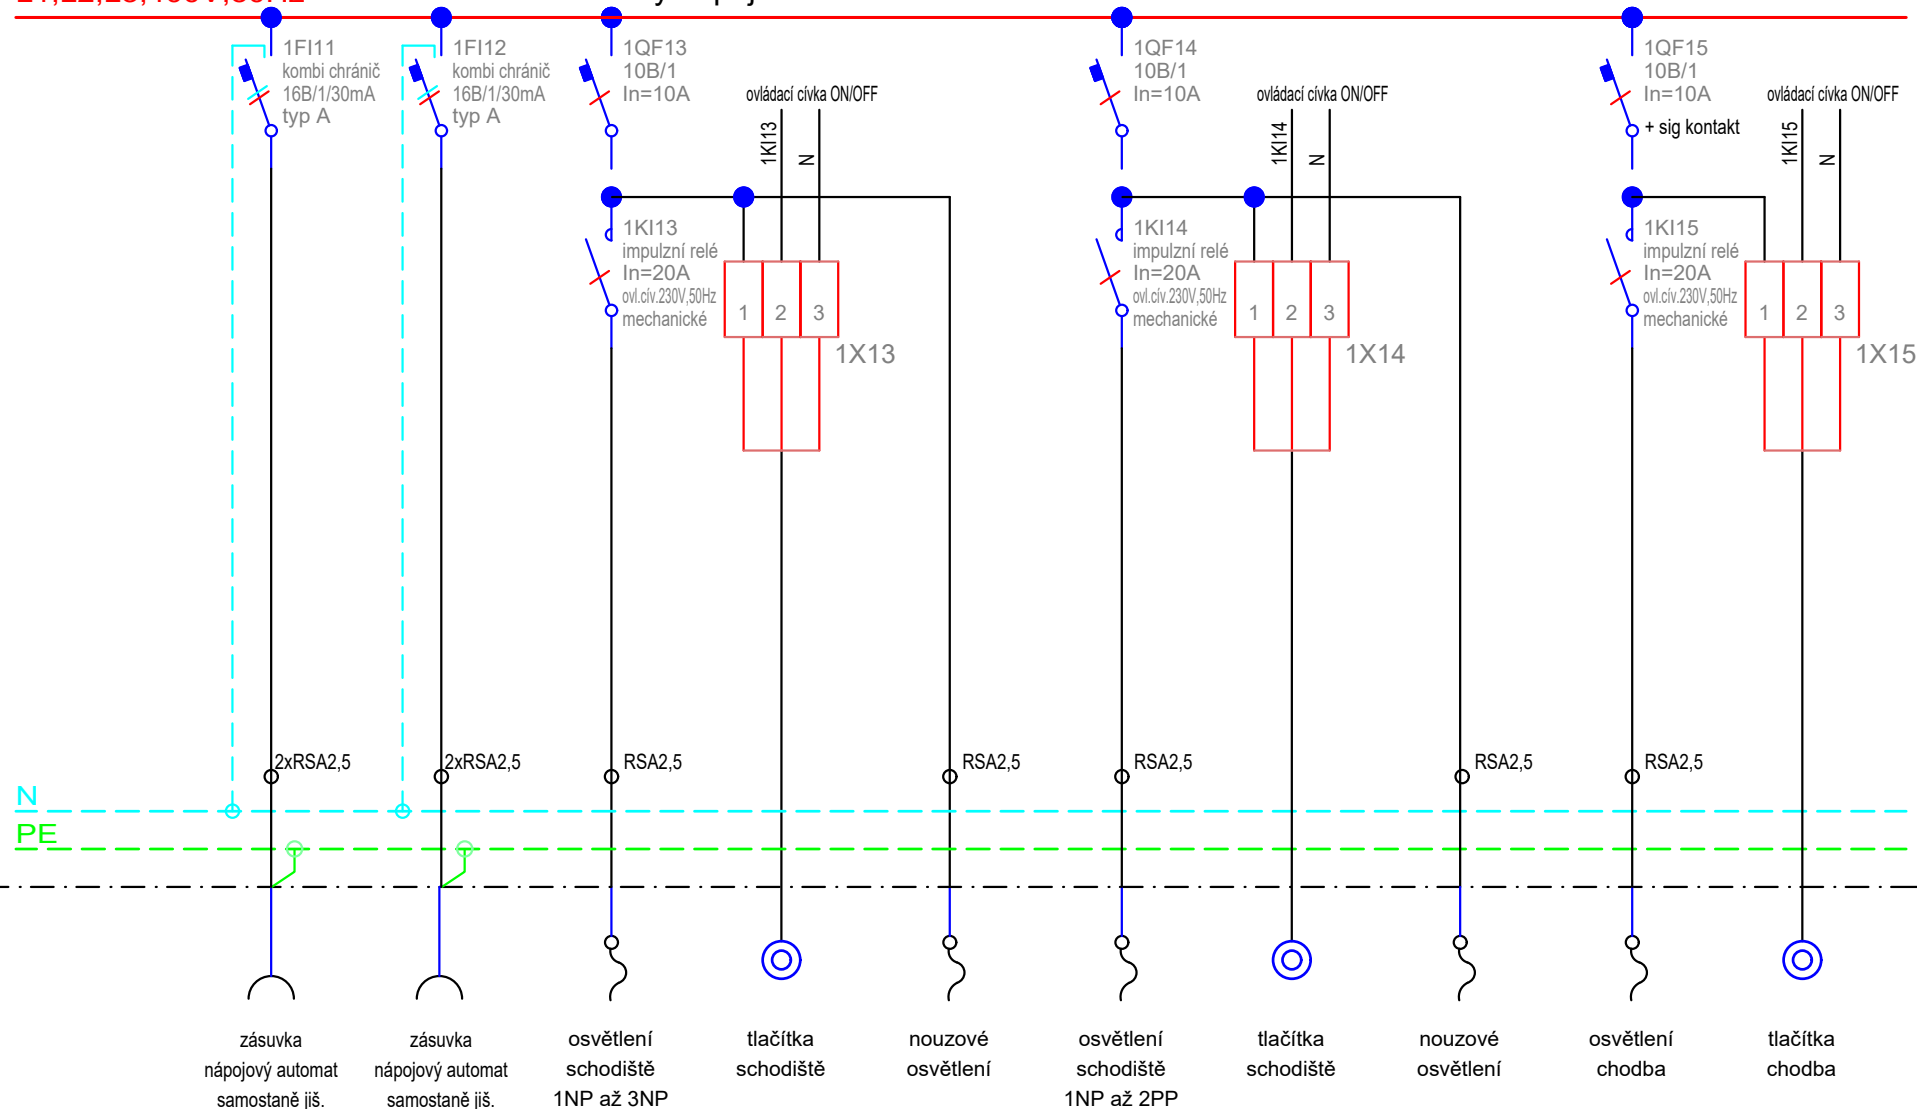 1FI11
kombi chránič
16B/1/30mA
typ A
1FI12
kombi chránič
16B/1/30mA
typ A
1QF13
10B/1
In=10A
ovládací cívka ON/OFF
1KI13
N
1QF14
10B/1
In=10A
ovládací cívka ON/OFF
1KI14
N
1QF15
10B/1
In=10A
+ sig kontakt
ovládací cívka ON/OFF
1KI15
N
1KI13
impulzní relé
In=20A
ovl.cív.230V,50Hz
mechanické
1 2 3
1X13
1KI14
impulzní relé
In=20A
ovl.cív.230V,50Hz
mechanické
1 2 3
1X14
1KI15
impulzní relé
In=20A
ovl.cív.230V,50Hz
mechanické
1 2 3
1X15
2xRSA2,5
2xRSA2,5
RSA2,5
RSA2,5
RSA2,5
RSA2,5
RSA2,5
N
PE
zásuvka
nápojový automat
samostaně jiš.
zásuvka
nápojový automat
samostaně jiš.
osvětlení
schodiště
1NP až 3NP
tlačítka
schodiště
nouzové
osvětlení
osvětlení
schodiště
1NP až 2PP
tlačítka
schodiště
nouzové
osvětlení
osvětlení
chodba
tlačítka
chodba